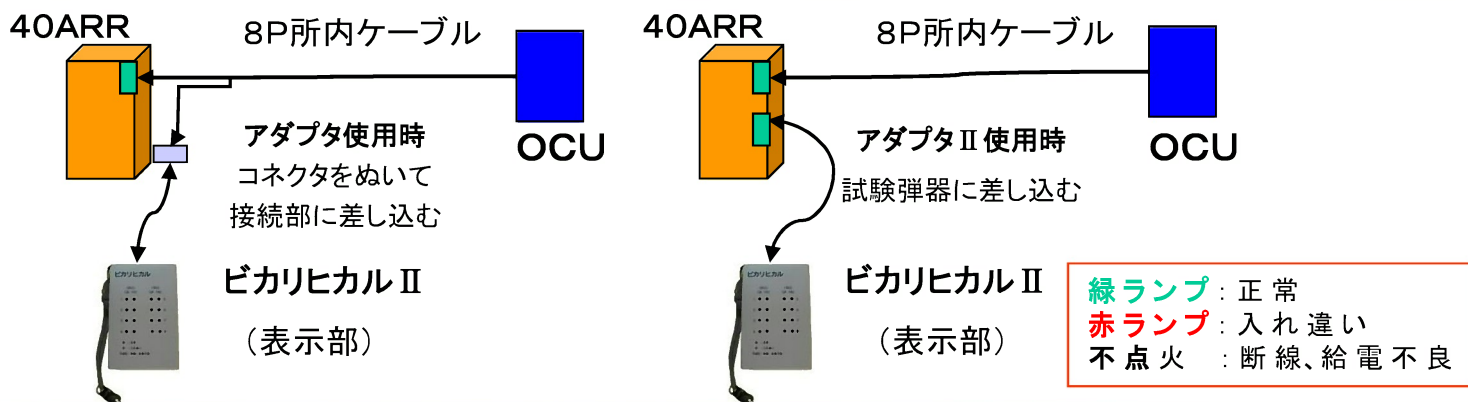 40ARR
8P所内ケーブル
OCU
アダプタ使用時
コネクタをぬいて
接続部に差し込む
ピカリヒカルⅡ
（表示部）
40ARR
8P所内ケーブル
OCU
アダプタⅡ使用時
試験弾器に差し込む
ピカリヒカルⅡ
（表示部）
緑ランプ：正常
赤ランプ：入れ違い
不点火　：断線、給電不良